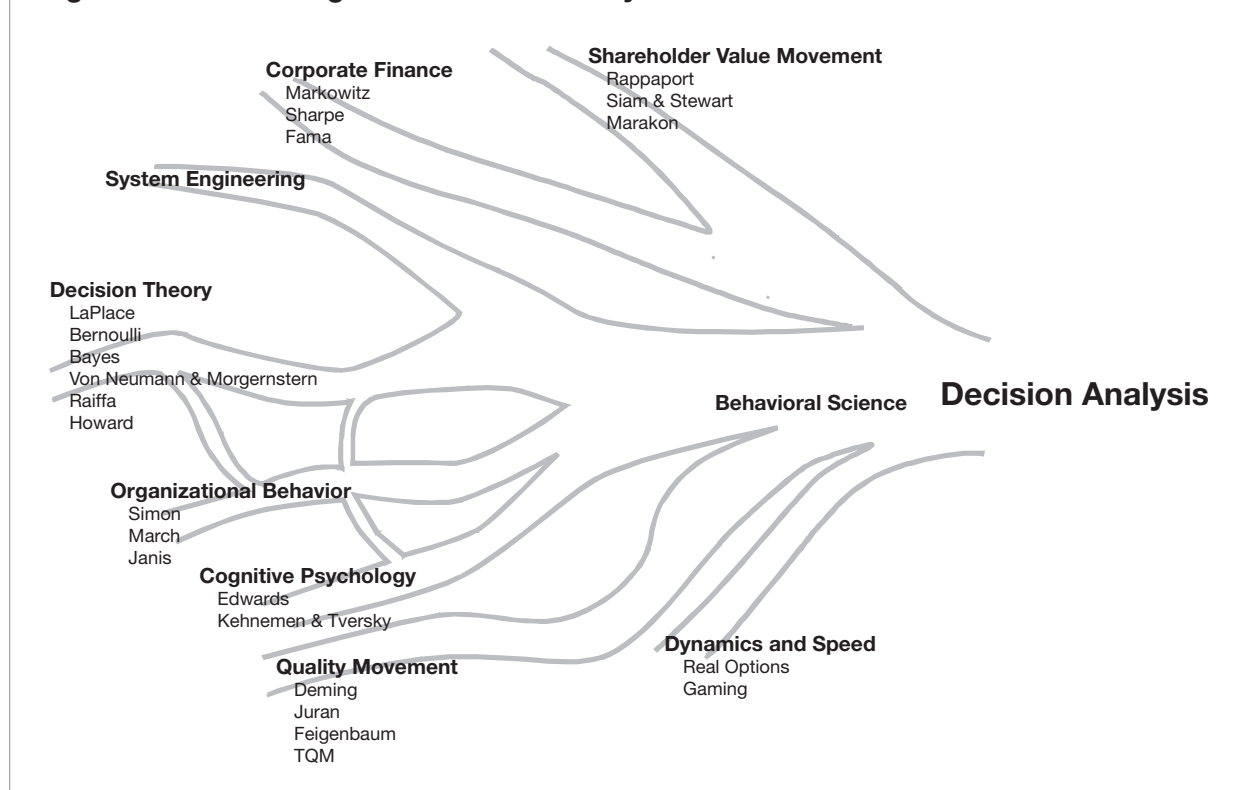 Shareholder Value Movement
Rappaport
Siam & Stewart
Marakon
Corporate Finance
Markowitz
Sharpe
Fama
System Engineering
Decision Theory
LaPlace
Bernoulli
Bayes
Von Neumann & Morgernstern
Raiffa
Howard
Behavioral Science
Decision Analysis
Organizational Behavior
Simon
March
Janis
Cognitive Psychology
Edwards
Kehnemen & Tversky
Quality Movement
Deming
Juran
Feigenbaum
TQM
Dynamics and Speed
Real Options
Gaming